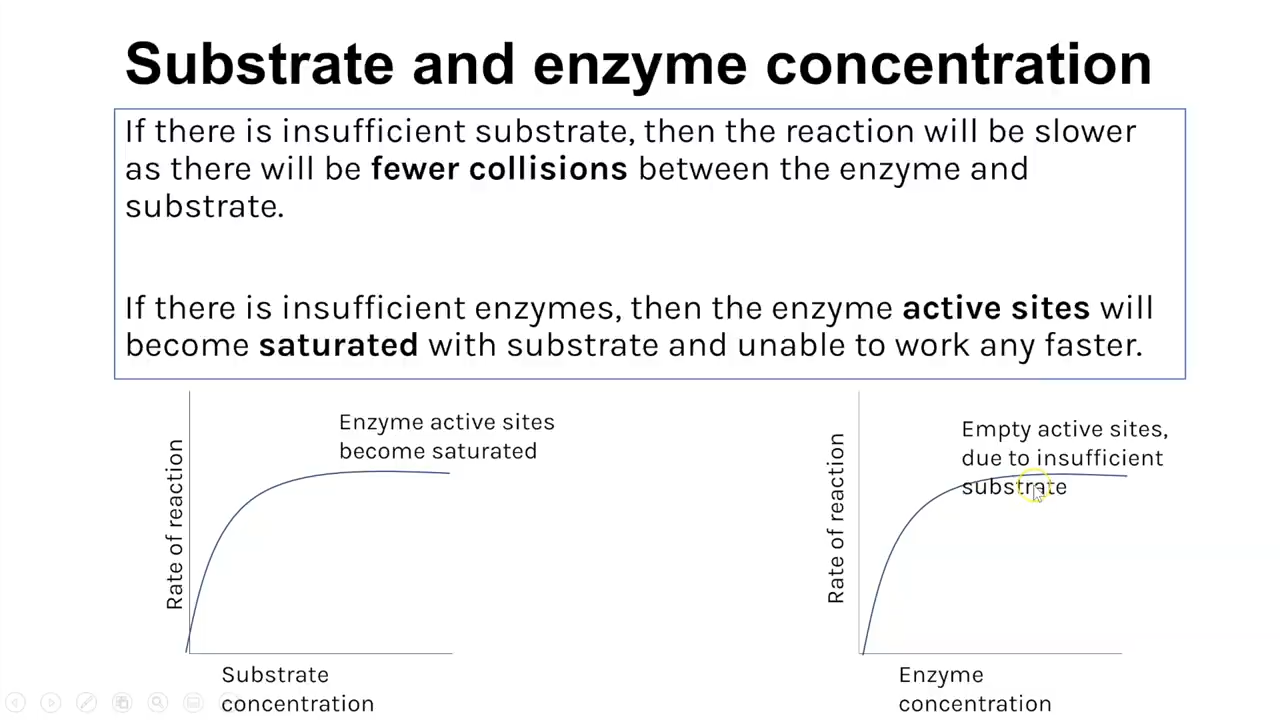 Substrate and enzyme concentration
If there is insufficient substrate, then the reaction will be slower
as there will be fewer collisions between the enzyme and
substrate.
If there is insufficient enzymes, then the enzyme active sites will
become saturated with substrate and unable to work any faster.
Enzyme active sites
become saturated
Rate of reaction
Substrate
concentration
Empty active sites,
due to insufficient
substrate
Rate of reaction
Enzyme
concentration